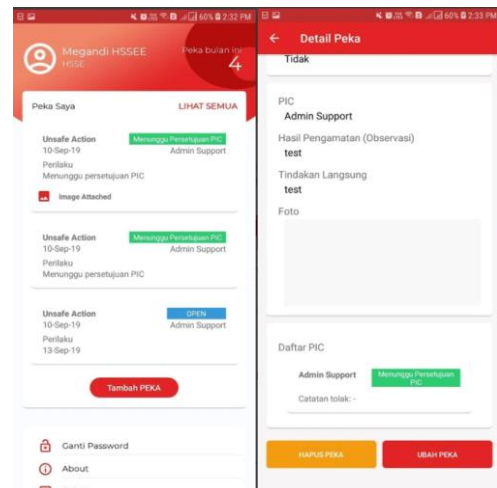 60% 2:32 PM
Megandi HSSEE
HSSE
Peka bulan ini
4
Peka Saya
LIHAT SEMUA
Unsafe Action
Menunggu Persetujuan PIC
10-Sep-19
Admin Support
Perilaku
Menunggu persetujuan PIC
Image Attached
Unsafe Action
Menunggu Persetujuan PIC
10-Sep-19
Admin Support
Perilaku
Menunggu persetujuan PIC
Unsafe Action
OPEN
10-Sep-19
Admin Support
Perilaku
13-Sep-19
Tambah PEKA
Ganti Password
About
60% 2:33 PM
Detail Peka
Tidak
PIC
Admin Support
Hasil Pengamatan (Observasi)
test
Tindakan Langsung
test
Foto
Daftar PIC
Admin Support
Menunggu Persetujuan
PIC
Catatan tolak: -
HAPUS PEKA
UBAH PEKA